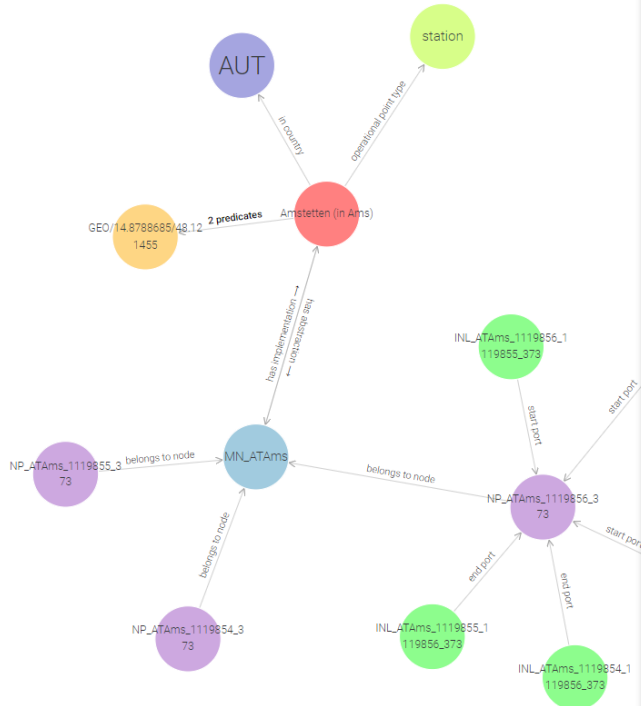 station
AUT
in country
operational point type
Amstetten (in Ams)
2 predicates
GEO/14.8788685/48.12
1455
has implementation →
has abstraction →
INL_ATAms_1119856_1
119855_373
start port
start port
MN_ATAms
belongs to node
NP_ATAms_1119855_3
73
belongs to node
NP_ATAms_1119856_3
73
belongs to node
start port
end port
end port
NP_ATAms_1119854_3
73
INL_ATAms_1119855_1
119856_373
INL_ATAms_1119854_1
119856_373